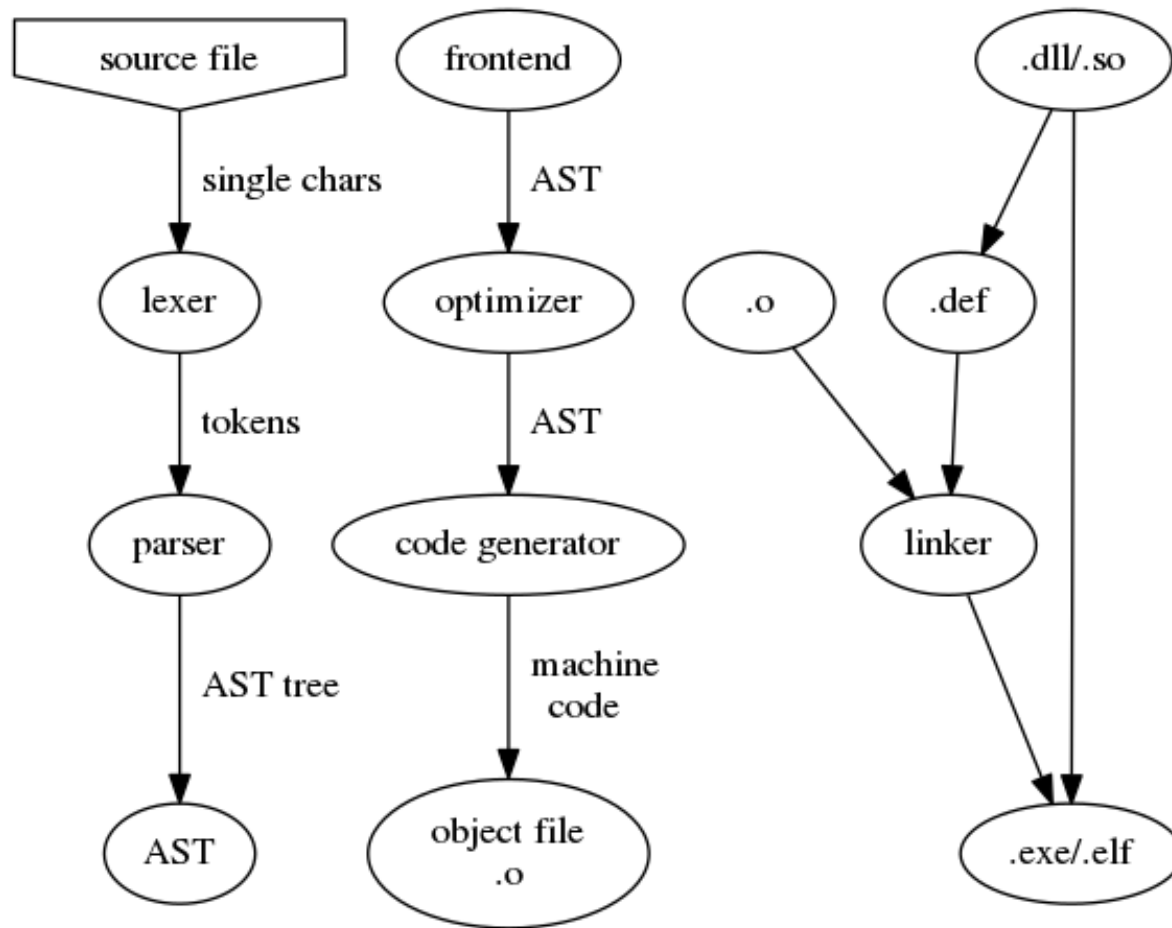 source file
frontend
.dll/.so
single chars
AST
lexer
optimizer
.o
.def
tokens
AST
parser
code generator
linker
AST tree
machine
code
AST
object file
.o
.exe/.elf